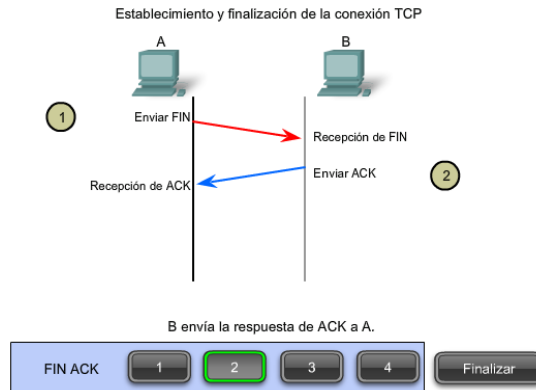 Establecimiento y finalización de la conexión TCP
A
B
1
Enviar FIN
Recepción de FIN
Enviar ACK
2
Recepción de ACK
B envía la respuesta de ACK a A.
FIN ACK 1 2 3 4 Finalizar